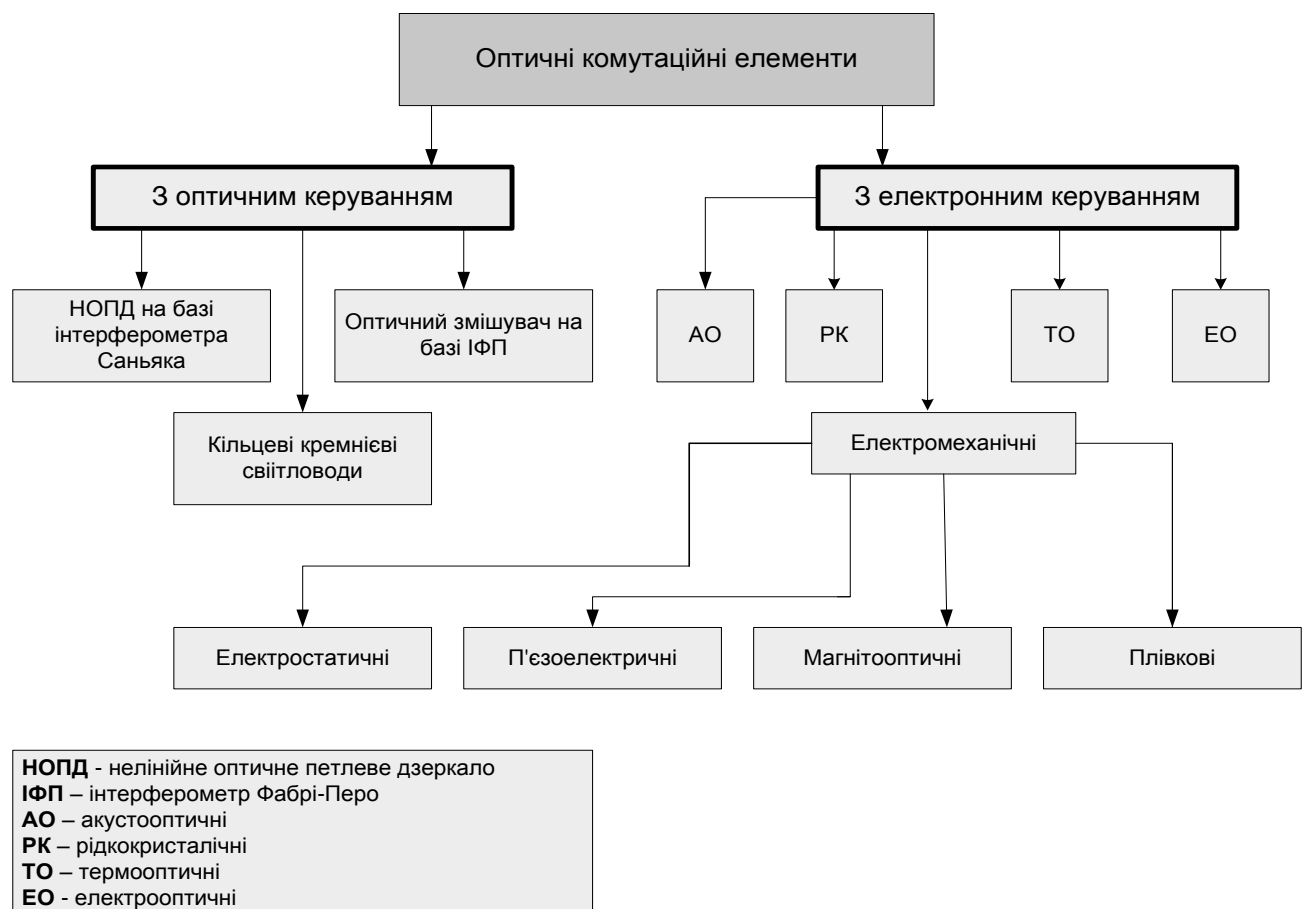 Оптичні комутаційні елементи
З оптичним керуванням
З електронним керуванням
НОПД на базі
інтерферометра
Саньяка
Оптичний змішувач на
базі ІФП
АО
РК
ТО
ЕО
Кільцеві кремнієві
світловоди
Електромеханічні
Електростатичні
П'єзоелектричні
Магнітооптичні
Плівкові
НОПД - нелінійне оптичне петлеве дзеркало
ІФП – інтерферометр Фабрі-Перо
АО – акустооптичні
РК – рідкокристалічні
ТО – термооптичні
ЕО - електрооптичні